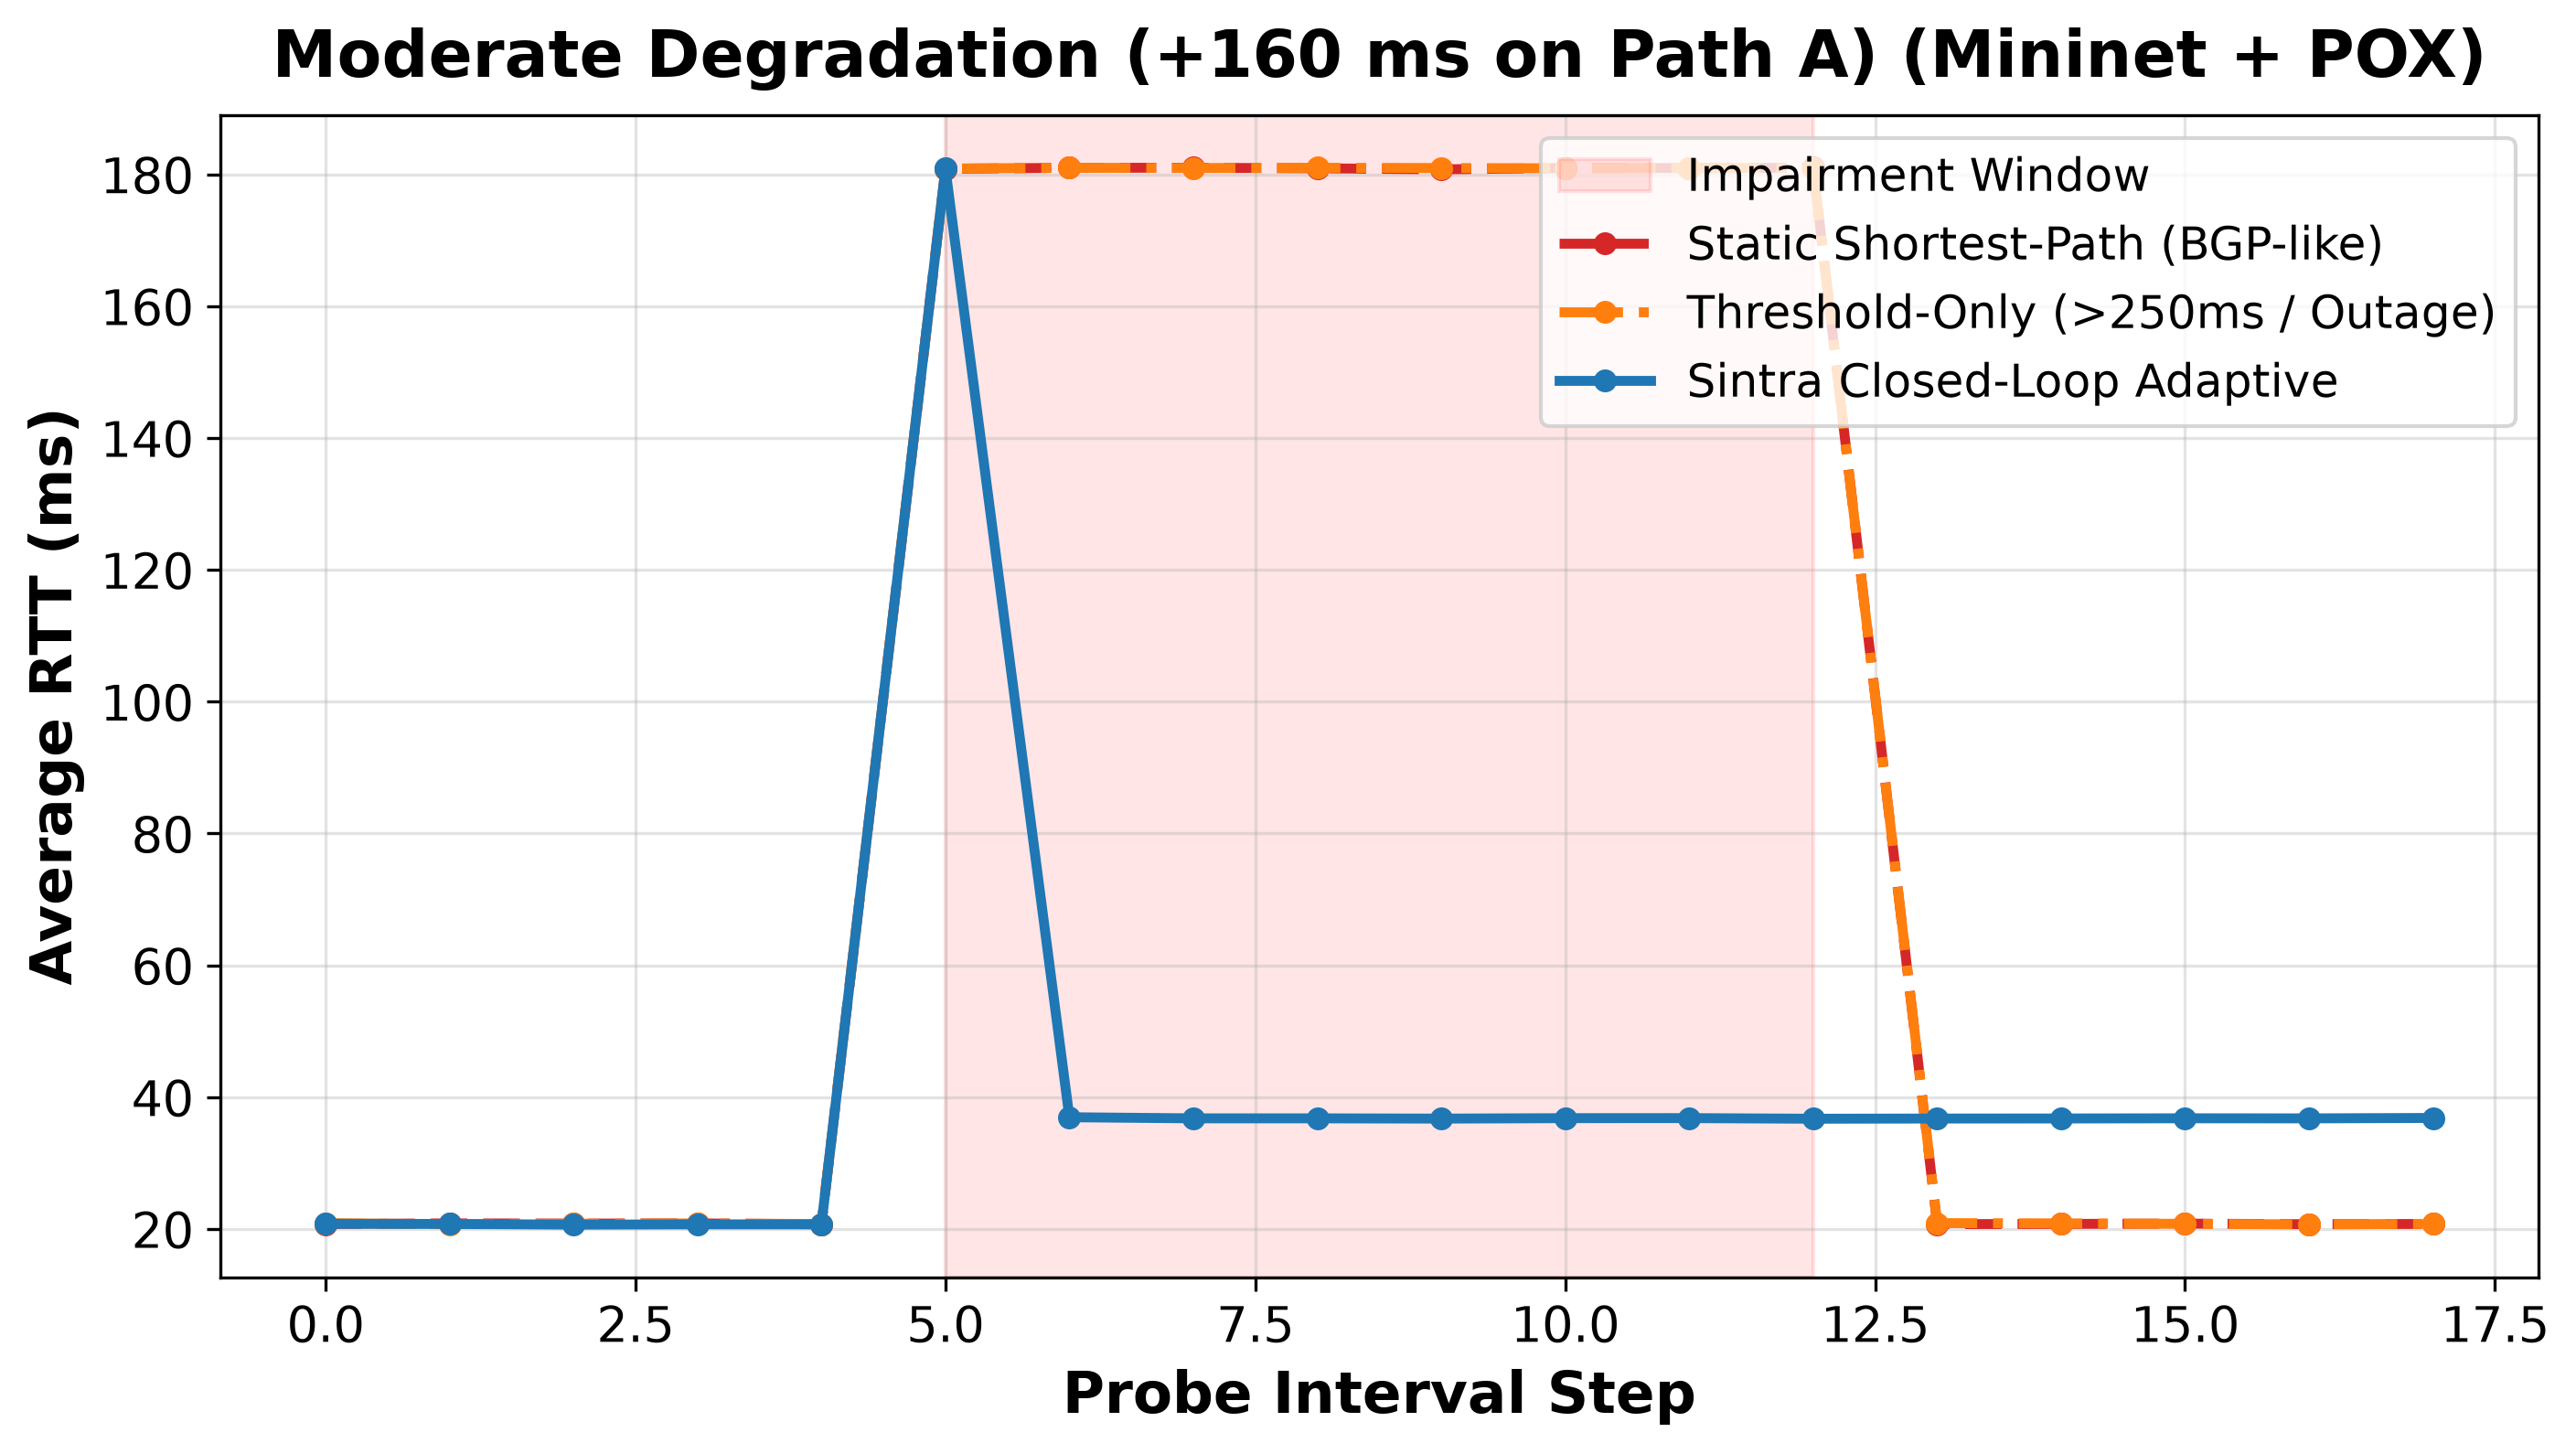 Moderate Degradation (+160 ms on Path A) (Mininet + POX)
Average RTT (ms)
180
160
140
120
100
80
60
40
20
Impairment Window
Static Shortest-Path (BGP-like)
Threshold-Only (>250ms / Outage)
Sintra Closed-Loop Adaptive
0.0 2.5 5.0 7.5 10.0 12.5 15.0 17.5
Probe Interval Step